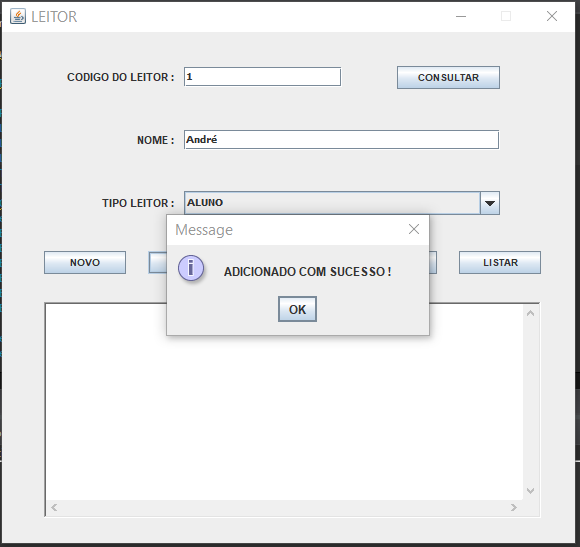 LEITOR
CODIGO DO LEITOR : 1 CONSULTAR
NOME : André
TIPO LEITOR : ALUNO
Message
NOVO
LISTAR
ADICIONADO COM SUCESSO !
OK